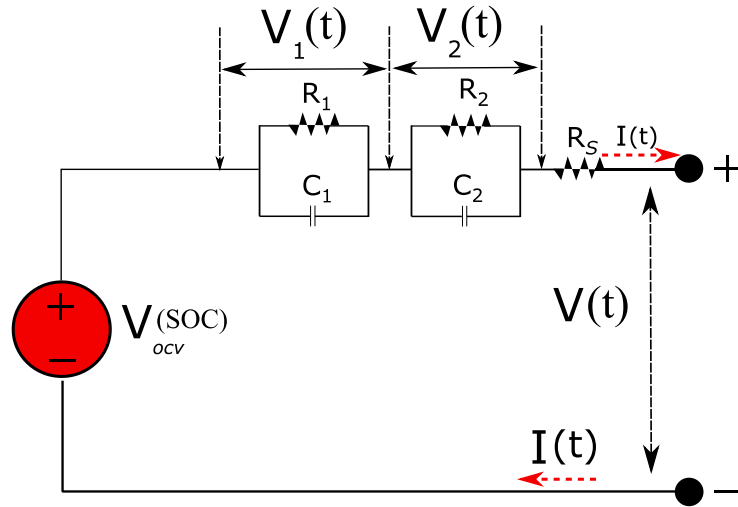 V1(t) V2(t)
R1 R2
RS I(t)
C1 C2
+
+
V(SOC)
ocv
−
V(t)
I(t)
−